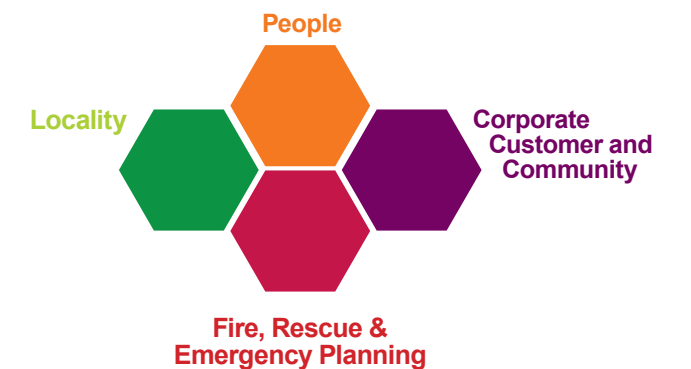 People
Locality
Corporate
Customer and
Community
Fire, Rescue &
Emergency Planning